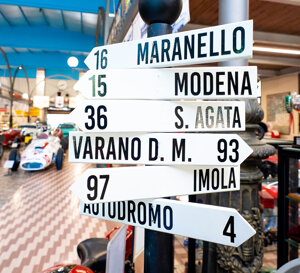 16 MARANELLO
15 MODENA
36 S. AGATA
VARANO D. M. 93
97 IMOLA
AUTODROMO 4